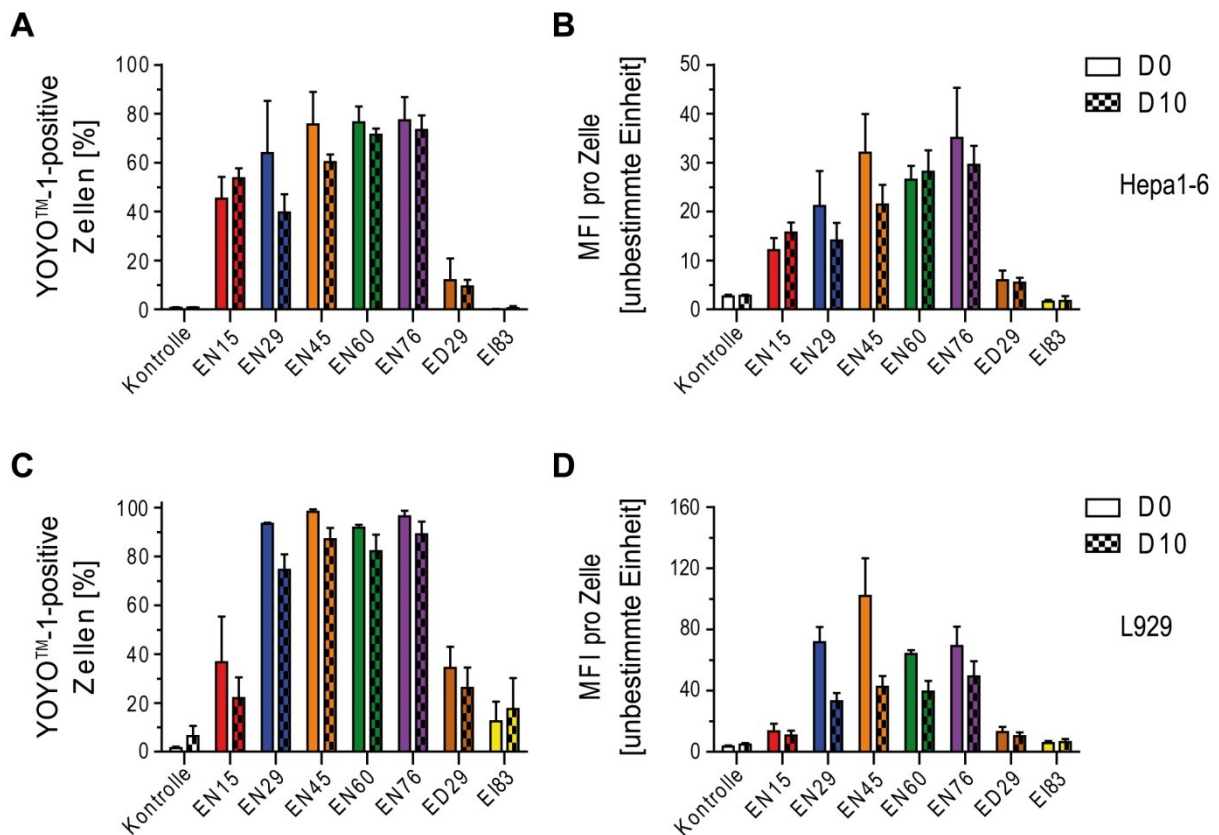 A
YOYO™-1-positive
Zellen [%]
100
80
60
40
20
0
Kontrolle
EN15
EN29
EN45
EN60
EN76
ED29
EI83
B
MFI pro Zelle
[unbestimmte Einheit]
50
40
30
20
10
0
Kontrolle
EN15
EN29
EN45
EN60
EN76
ED29
EI83
D0
D10
Hepa1-6
C
YOYO™-1-positive
Zellen [%]
100
80
60
40
20
0
Kontrolle
EN15
EN29
EN45
EN60
EN76
ED29
EI83
D
MFI pro Zelle
[unbestimmte Einheit]
160
120
80
40
0
Kontrolle
EN15
EN29
EN45
EN60
EN76
ED29
EI83
D0
D10
L929